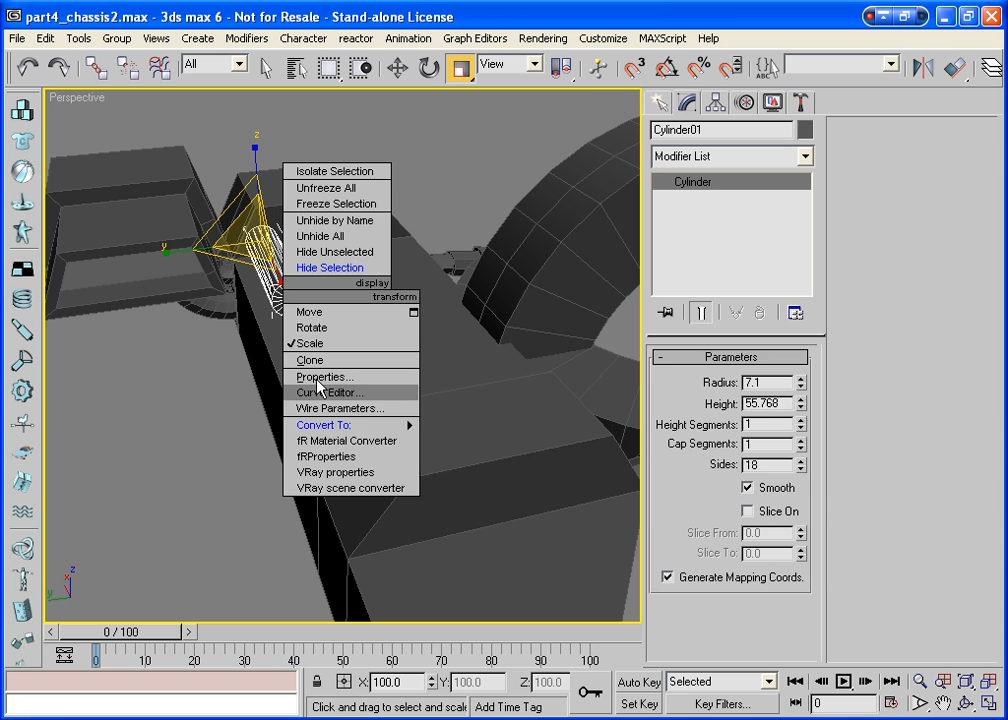 part4_chassis2.max - 3ds max 6 - Not for Resale - Stand-alone License
File Edit Tools Group Views Create Modifiers Character reactor Animation Graph Editors Rendering Customize MAXScript Help
All
View
Perspective
z
y
Isolate Selection
Unfreeze All
Freeze Selection
Unhide by Name
Unhide All
Hide Unselected
Hide Selection
display
transform
Move
Rotate
Scale
Clone
Properties...
Curve Editor...
Wire Parameters...
Convert To:
fR Material Converter
fRProperties
VRay properties
VRay scene converter
z
x
y
Cylinder01
Modifier List
Cylinder
- Parameters
Radius: 7.1
Height: 55.768
Height Segments: 1
Cap Segments: 1
Sides: 18
Smooth
Slice On
Slice From: 0.0
Slice To: 0.0
Generate Mapping Coords.
< 0 / 100 >
0 10 20 30 40 50 60 70 80 90 100
X: 100.0 Y: 100.0 Z: 100.0
Auto Key Selected
Click and drag to select and scale Add Time Tag
Set Key Key Filters... 0